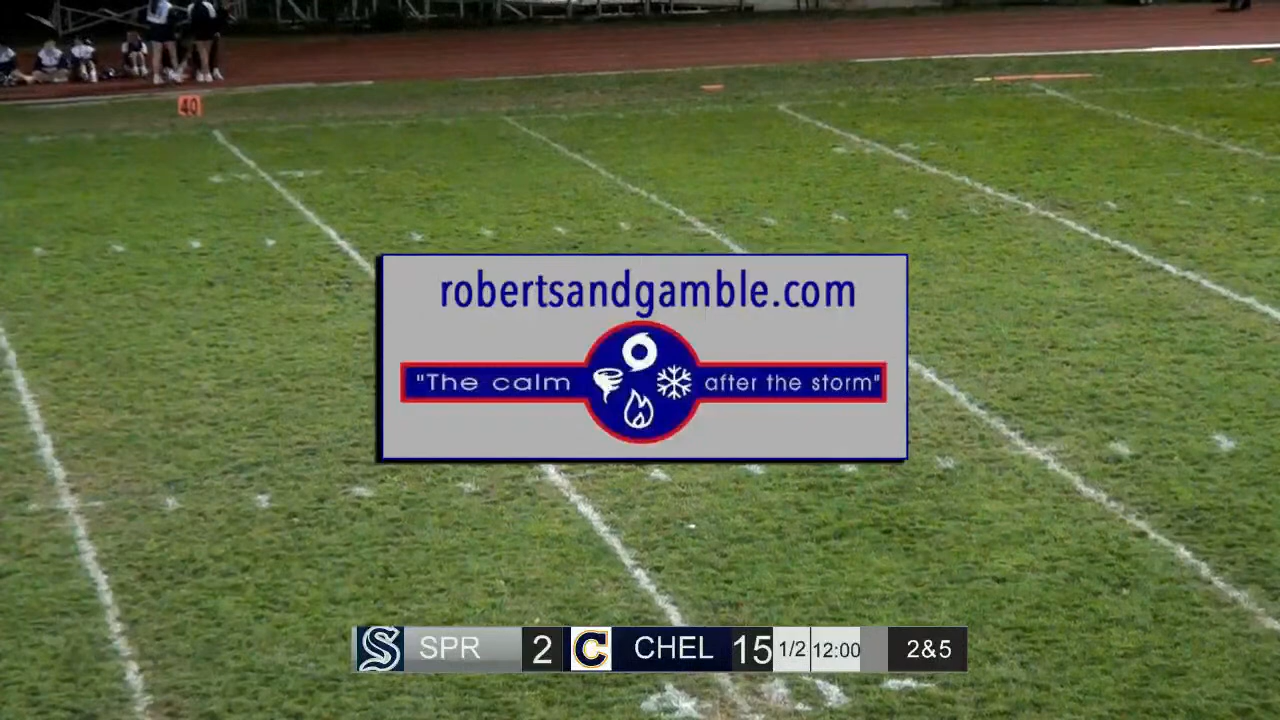 40
robertsandgamble.com
"The calm after the storm"
S SPR 2 C CHEL 15 1/2 12:00 2&5